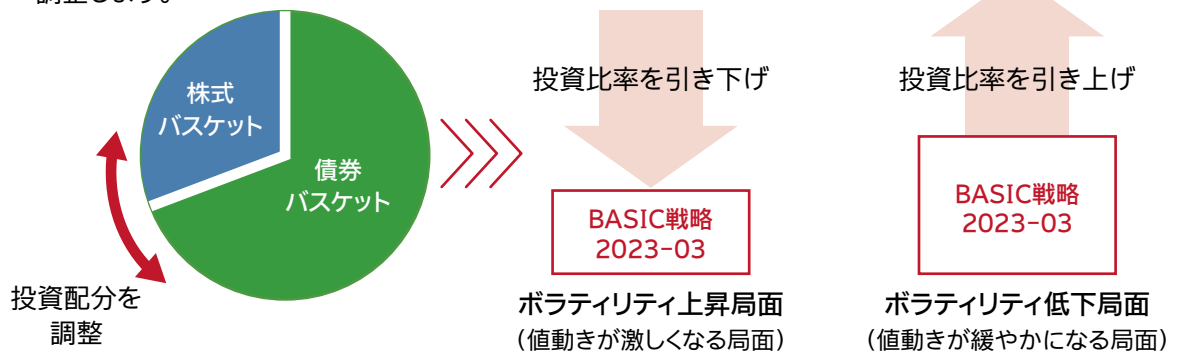 調整します。
株式
バスケット
債券
バスケット
投資配分を
調整
投資比率を引き下げ
BASIC戦略
2023-03
ボラティリティ上昇局面
（値動きが激しくなる局面）
投資比率を引き上げ
BASIC戦略
2023-03
ボラティリティ低下局面
（値動きが緩やかになる局面）